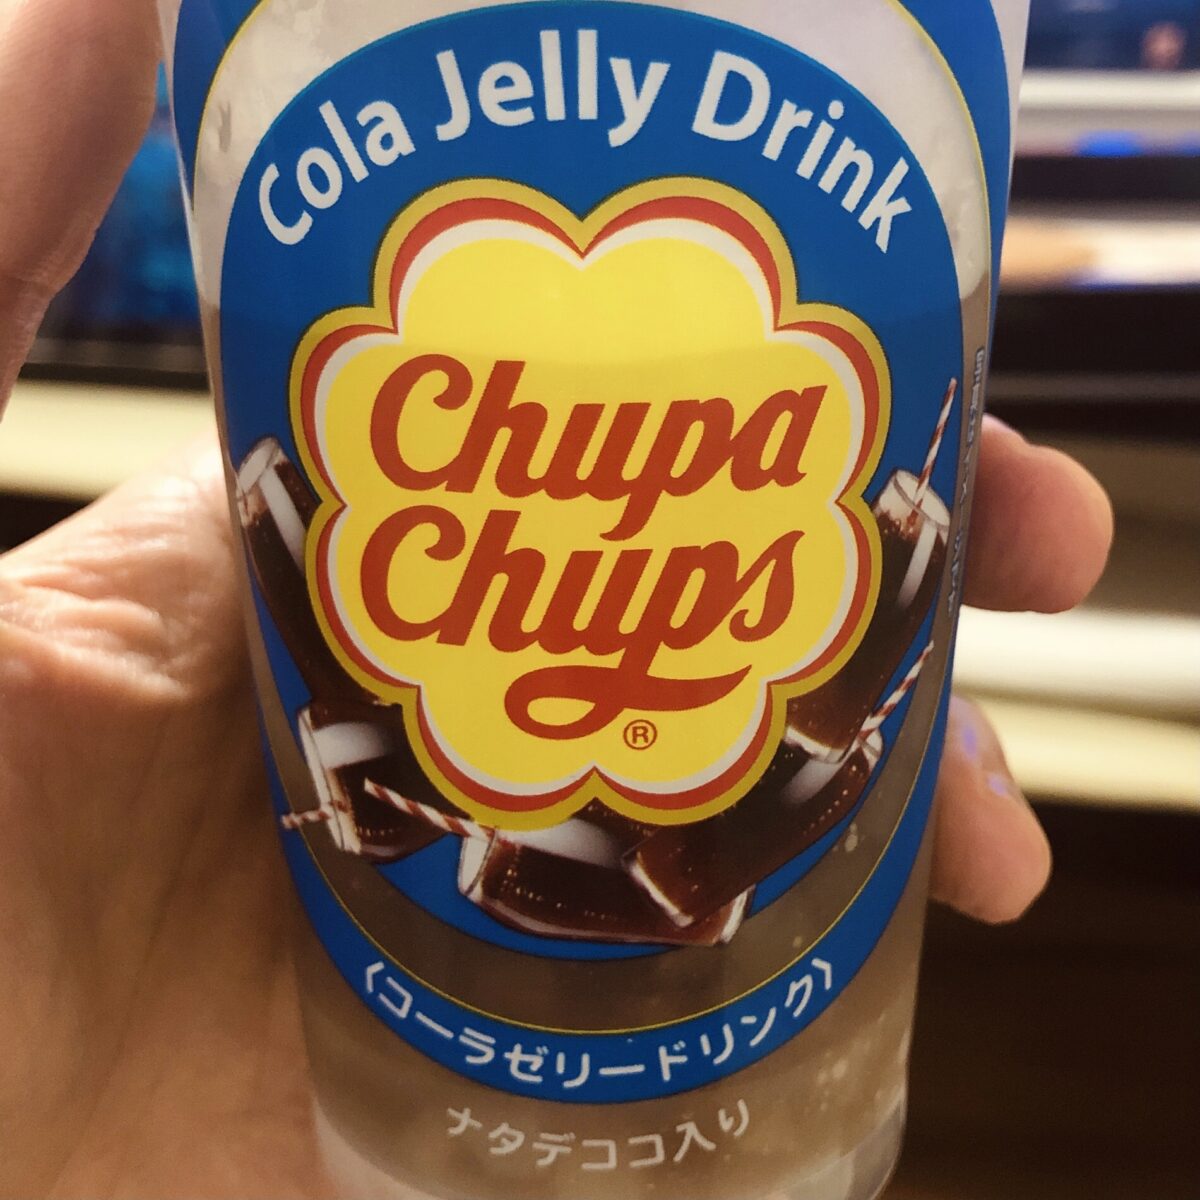 Cola Jelly Drink
Chupa
Chups
®
〈コーラゼリードリンク〉
ナタデココ入り